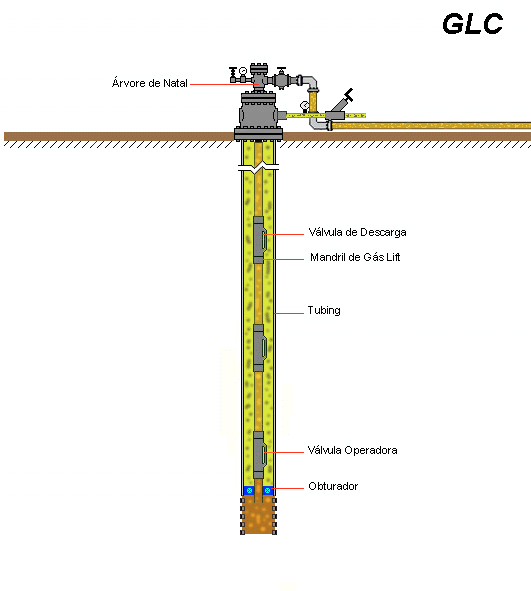 GLC
Árvore de Natal
Válvula de Descarga
Mandril de Gás Lift
Tubing
Válvula Operadora
Obturador